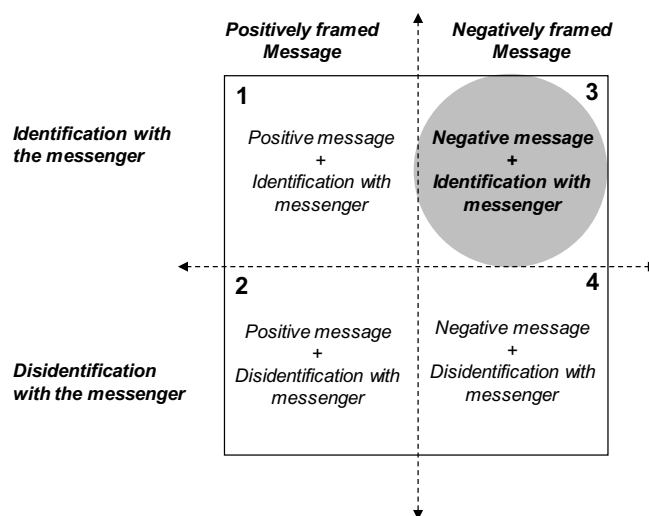 Positively framed
Message
Negatively framed
Message
Identification with
the messenger
1
Positive message
+
Identification with
messenger
3
Negative message
+
Identification with
messenger
Disidentification
with the messenger
2
Positive message
+
Disidentification with
messenger
4
Negative message
+
Disidentification with
messenger